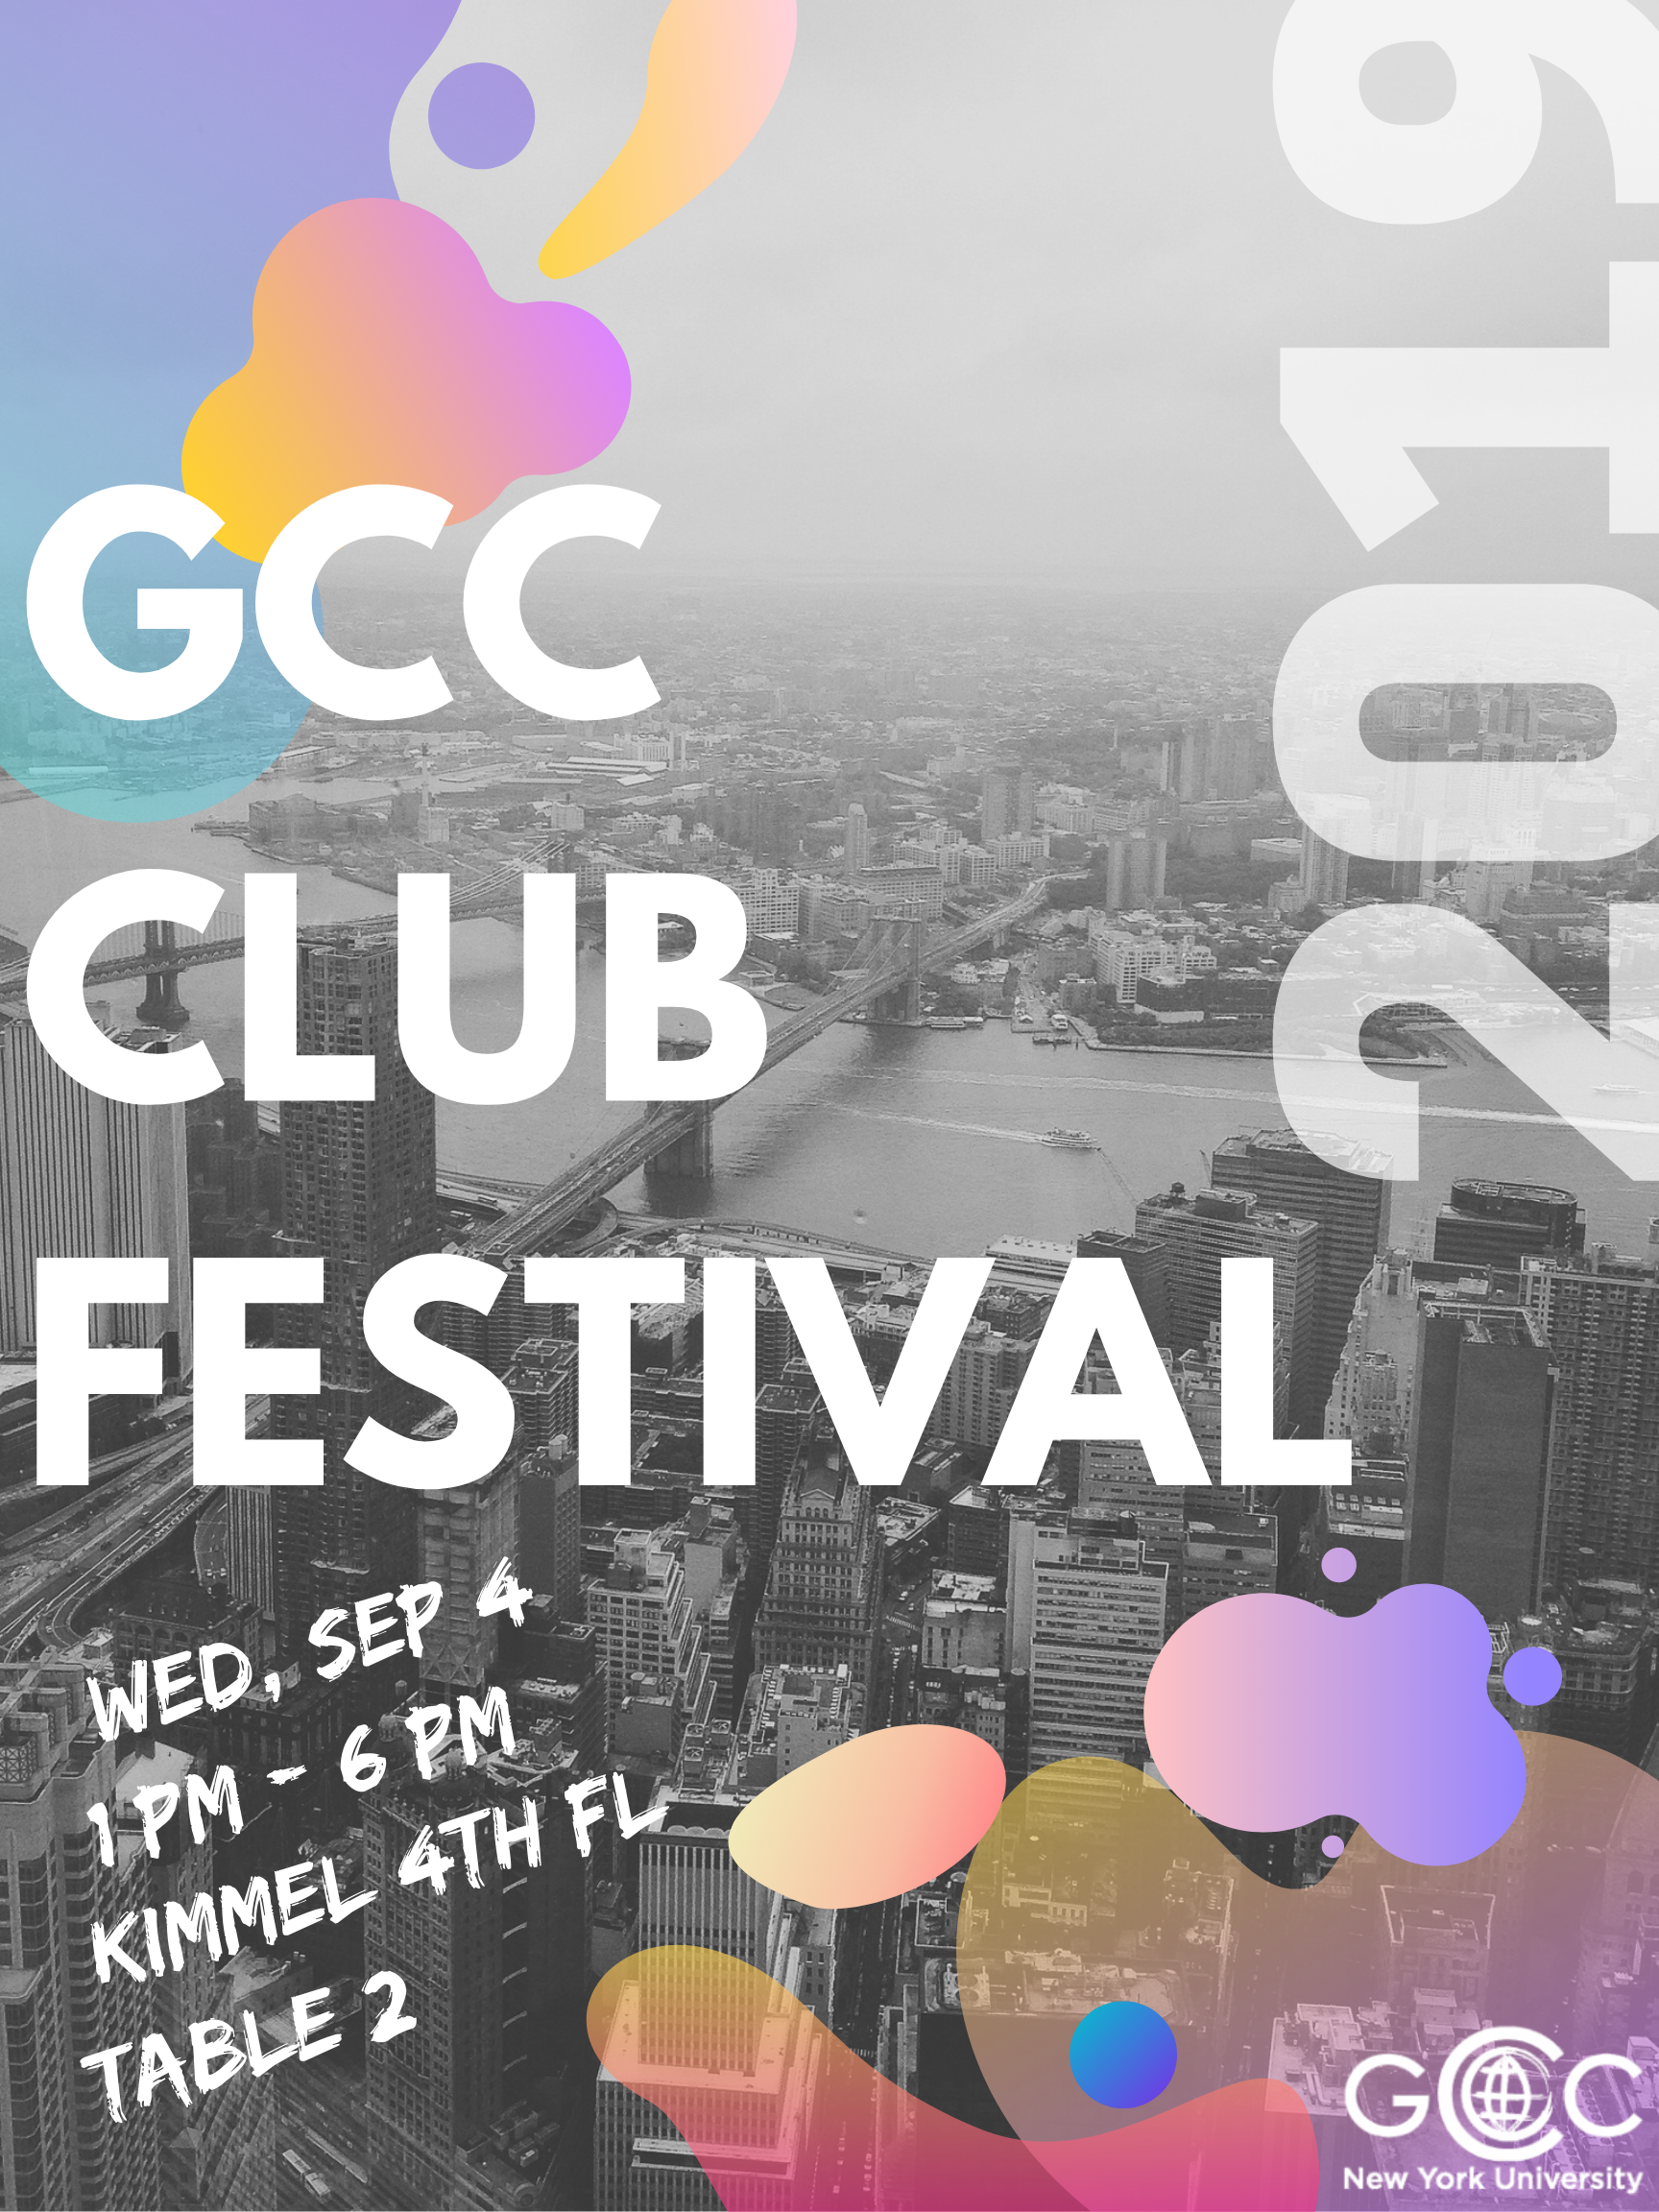 2019
GCC
CLUB
FESTIVAL
WED, SEP 4
1 PM - 6 PM
KIMMEL 4TH FL
TABLE 2
GCC
New York University